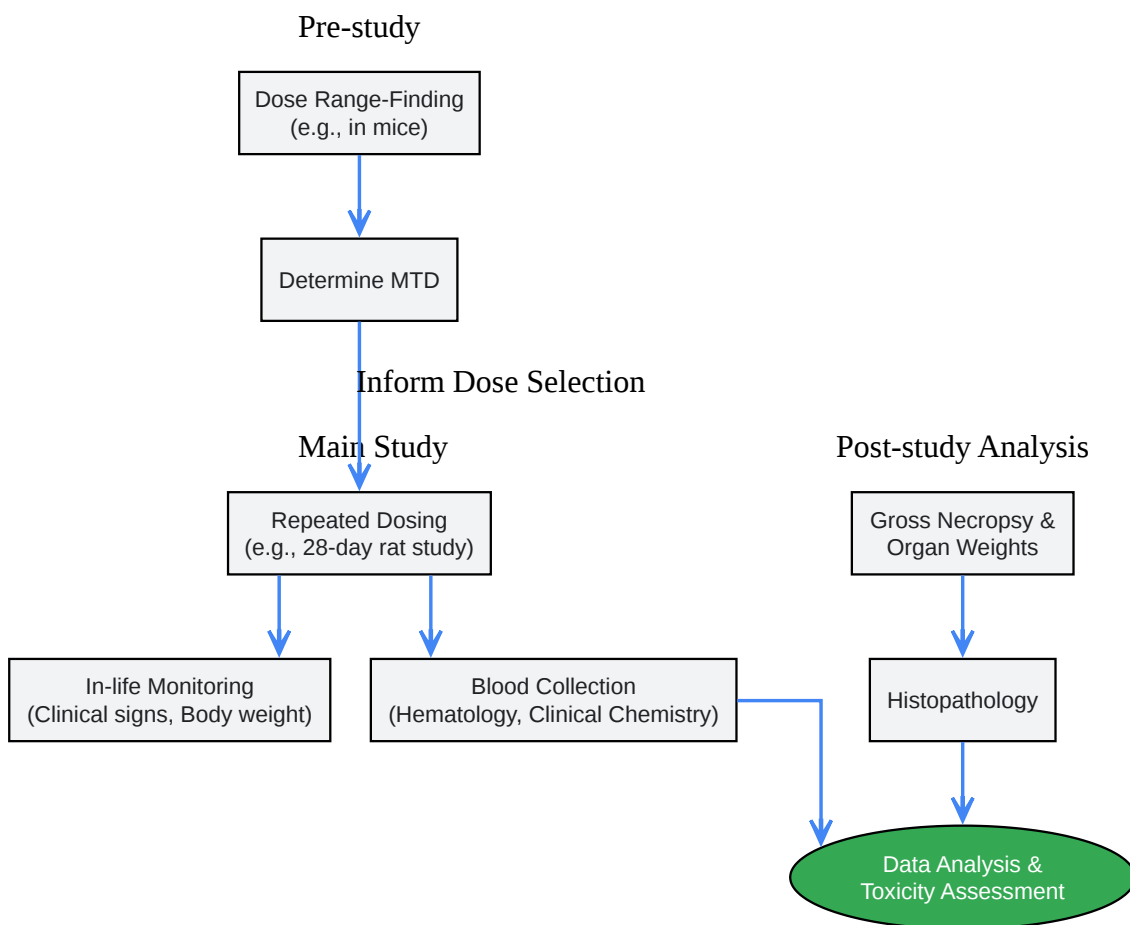 Pre-study
Dose Range-Finding
(e.g., in mice)
Determine MTD
Inform Dose Selection
Main Study
Repeated Dosing
(e.g., 28-day rat study)
In-life Monitoring
(Clinical signs, Body weight)
Blood Collection
(Hematology, Clinical Chemistry)
Post-study Analysis
Gross Necropsy &
Organ Weights
Histopathology
Data Analysis &
Toxicity Assessment